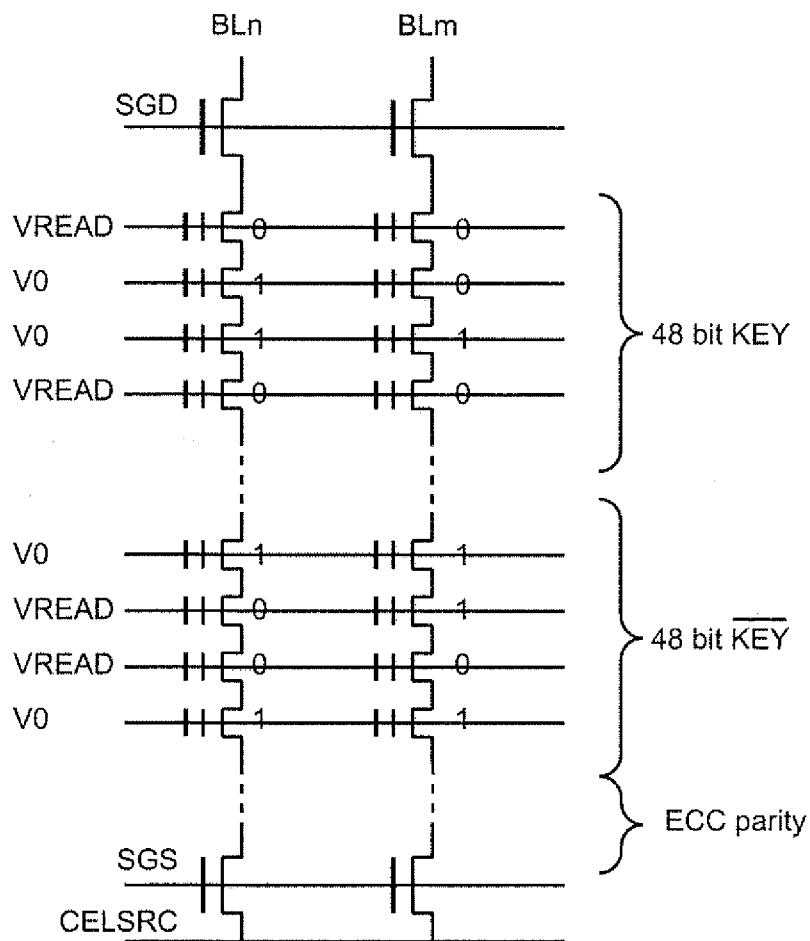 BLn BLm
SGD
VREAD 0 0
V0 1 0
V0 1 1
VREAD 0 0
48 bit KEY
V0 1 1
VREAD 0 1
VREAD 0 0
V0 1 1
48 bit K̅E̅Y̅
ECC parity
SGS
CELSRC